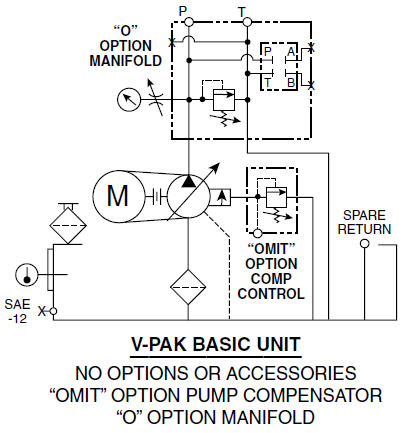 P T
“O”
OPTION
MANIFOLD
P A
T B
M
“OMIT”
OPTION
COMP
CONTROL
SPARE
RETURN
SAE
-12
V-PAK BASIC UNIT
NO OPTIONS OR ACCESSORIES
“OMIT” OPTION PUMP COMPENSATOR
“O” OPTION MANIFOLD